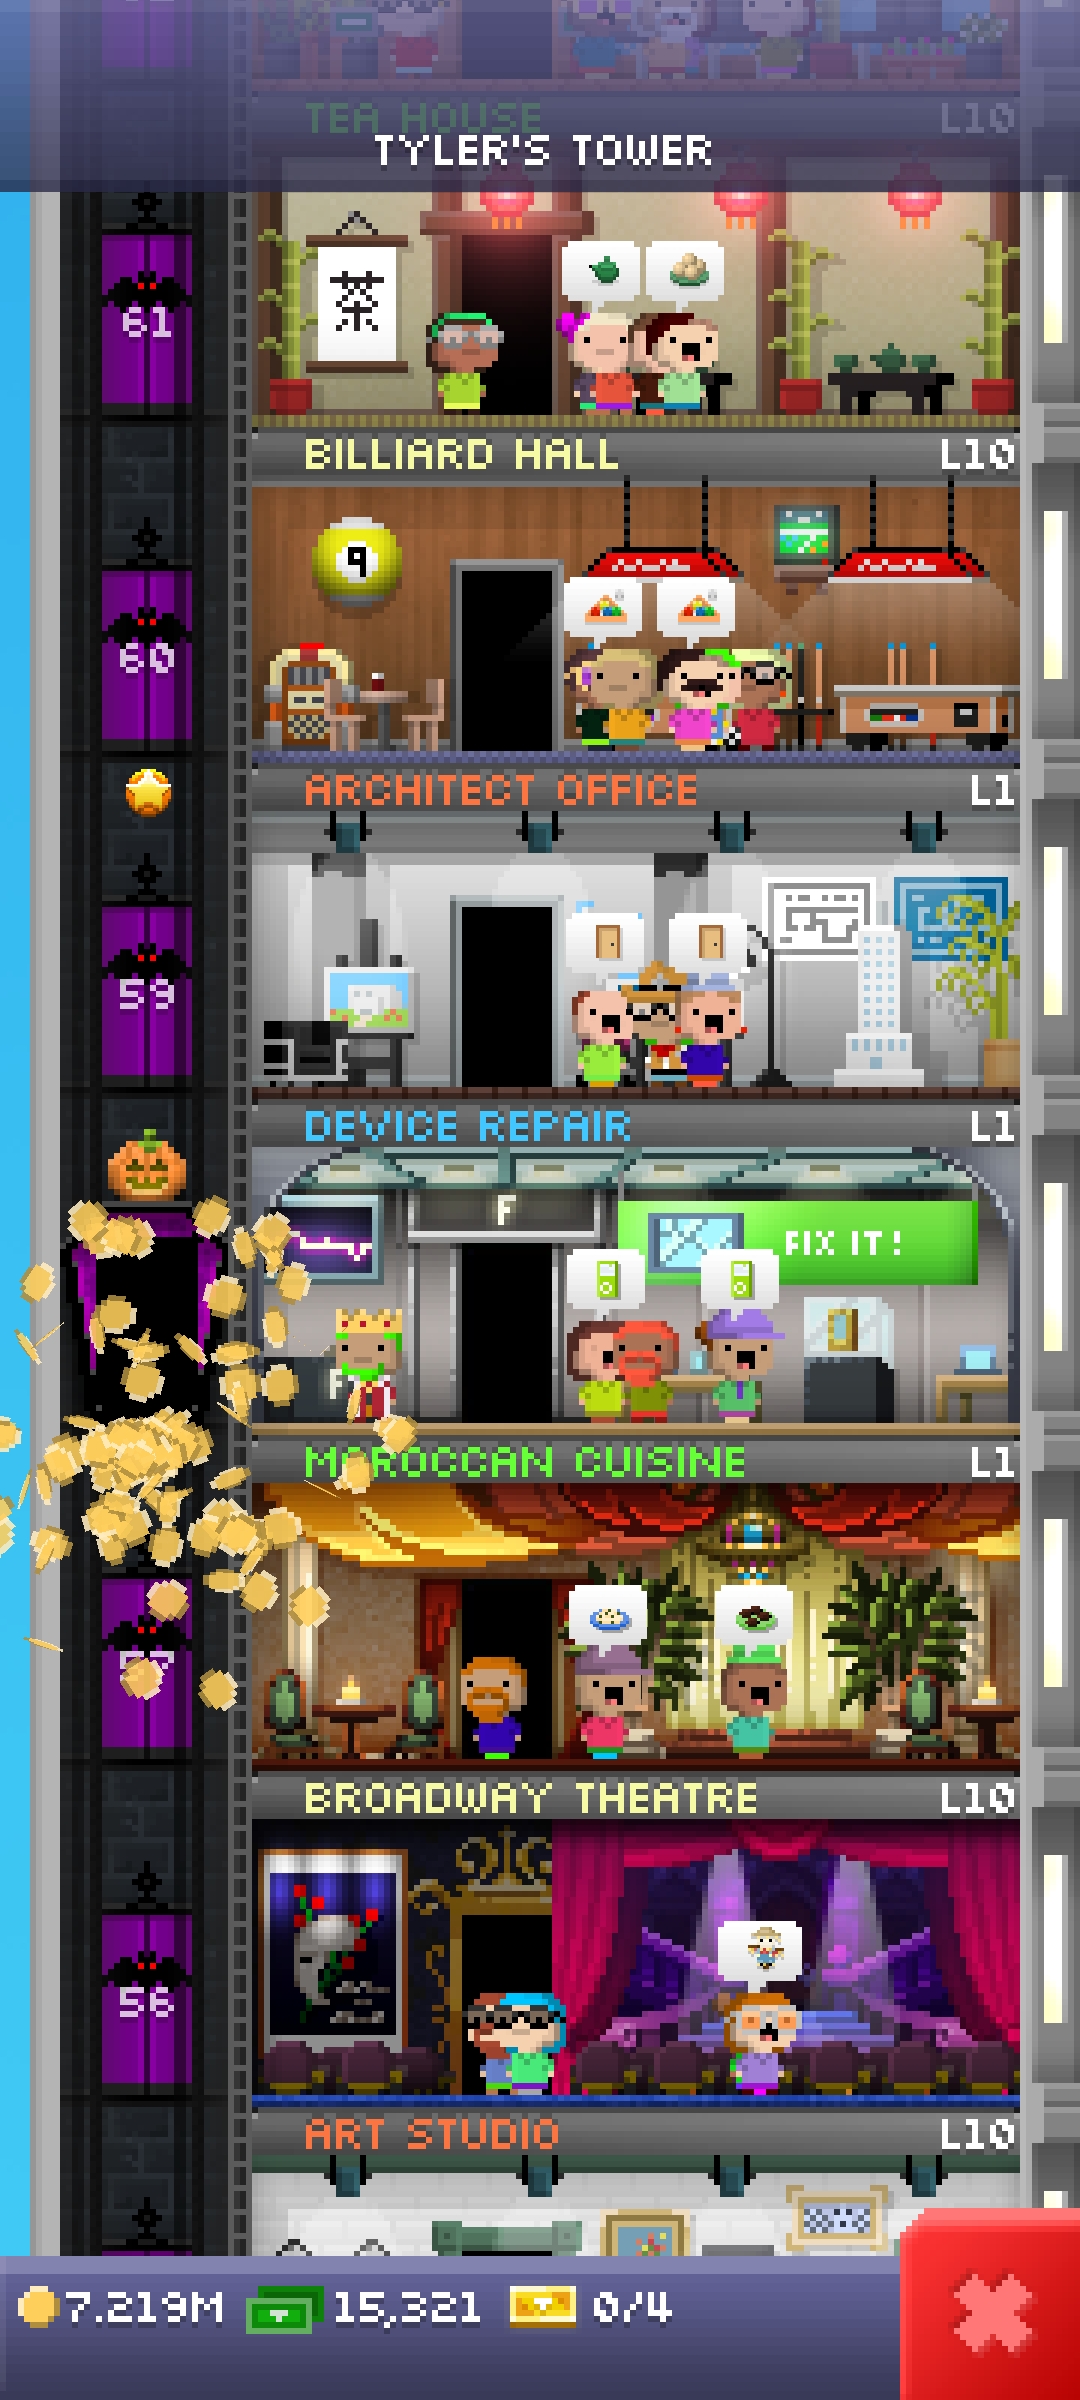 TEA HOUSE L10
TYLER'S TOWER
61
BILLIARD HALL L10
9
60
ARCHITECT OFFICE L1
59
DEVICE REPAIR L1
F
FIX IT!
MOROCCAN CUISINE L1
57
BROADWAY THEATRE L10
56
ART STUDIO L10
7.219M 15,321 0/4